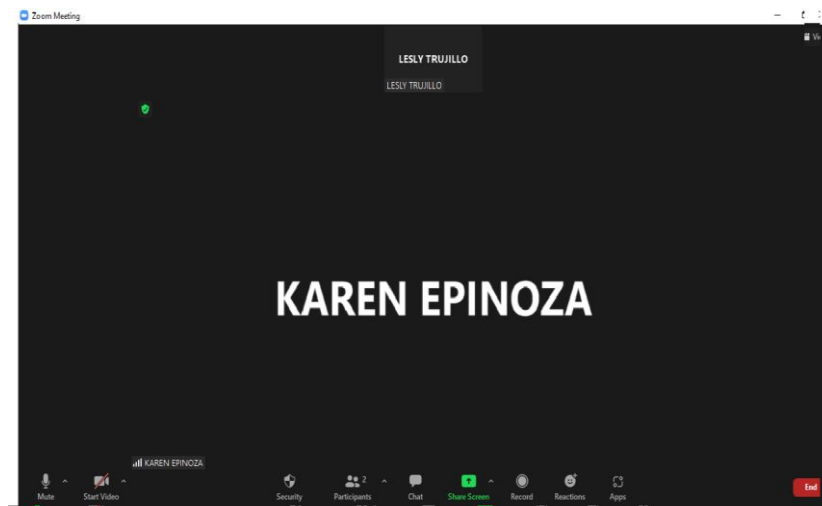 Zoom Meeting
LESLY TRUJILLO
LESLY TRUJILLO
KAREN EPINOZA
KAREN EPINOZA
Mute
Start Video
Security
Participants
2
Chat
Share Screen
Record
Reactions
Apps
End